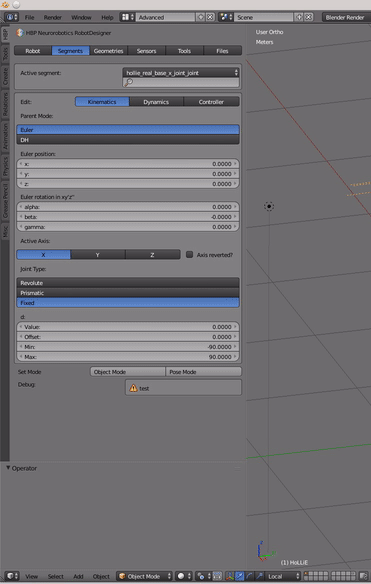 File Render Window Help Advanced Scene Blender Render
HBP Neurorobotics RobotDesigner
User Ortho
Meters
Robot Segments Geometries Sensors Tools Files
Active segment: hollie_real_base_x_joint_joint
Edit: Kinematics Dynamics Controller
Parent Mode:
Euler
DH
Euler position:
x: 0.0000
y: 0.0000
z: 0.0000
Euler rotation in xy'z''
alpha: 0.0000
beta: -0.0000
gamma: 0.0000
Active Axis:
X Y Z Axis reverted?
Joint Type:
Revolute
Prismatic
Fixed
d:
Value: 0.0000
Offset: 0.0000
Min: -90.0000
Max: 90.0000
Set Mode Object Mode Pose Mode
Debug: test
Operator
HBP
Tools
Create
Relations
Animation
Physics
Grease Pencil
Misc
(1) HoLLiE
View Select Add Object Object Mode Local